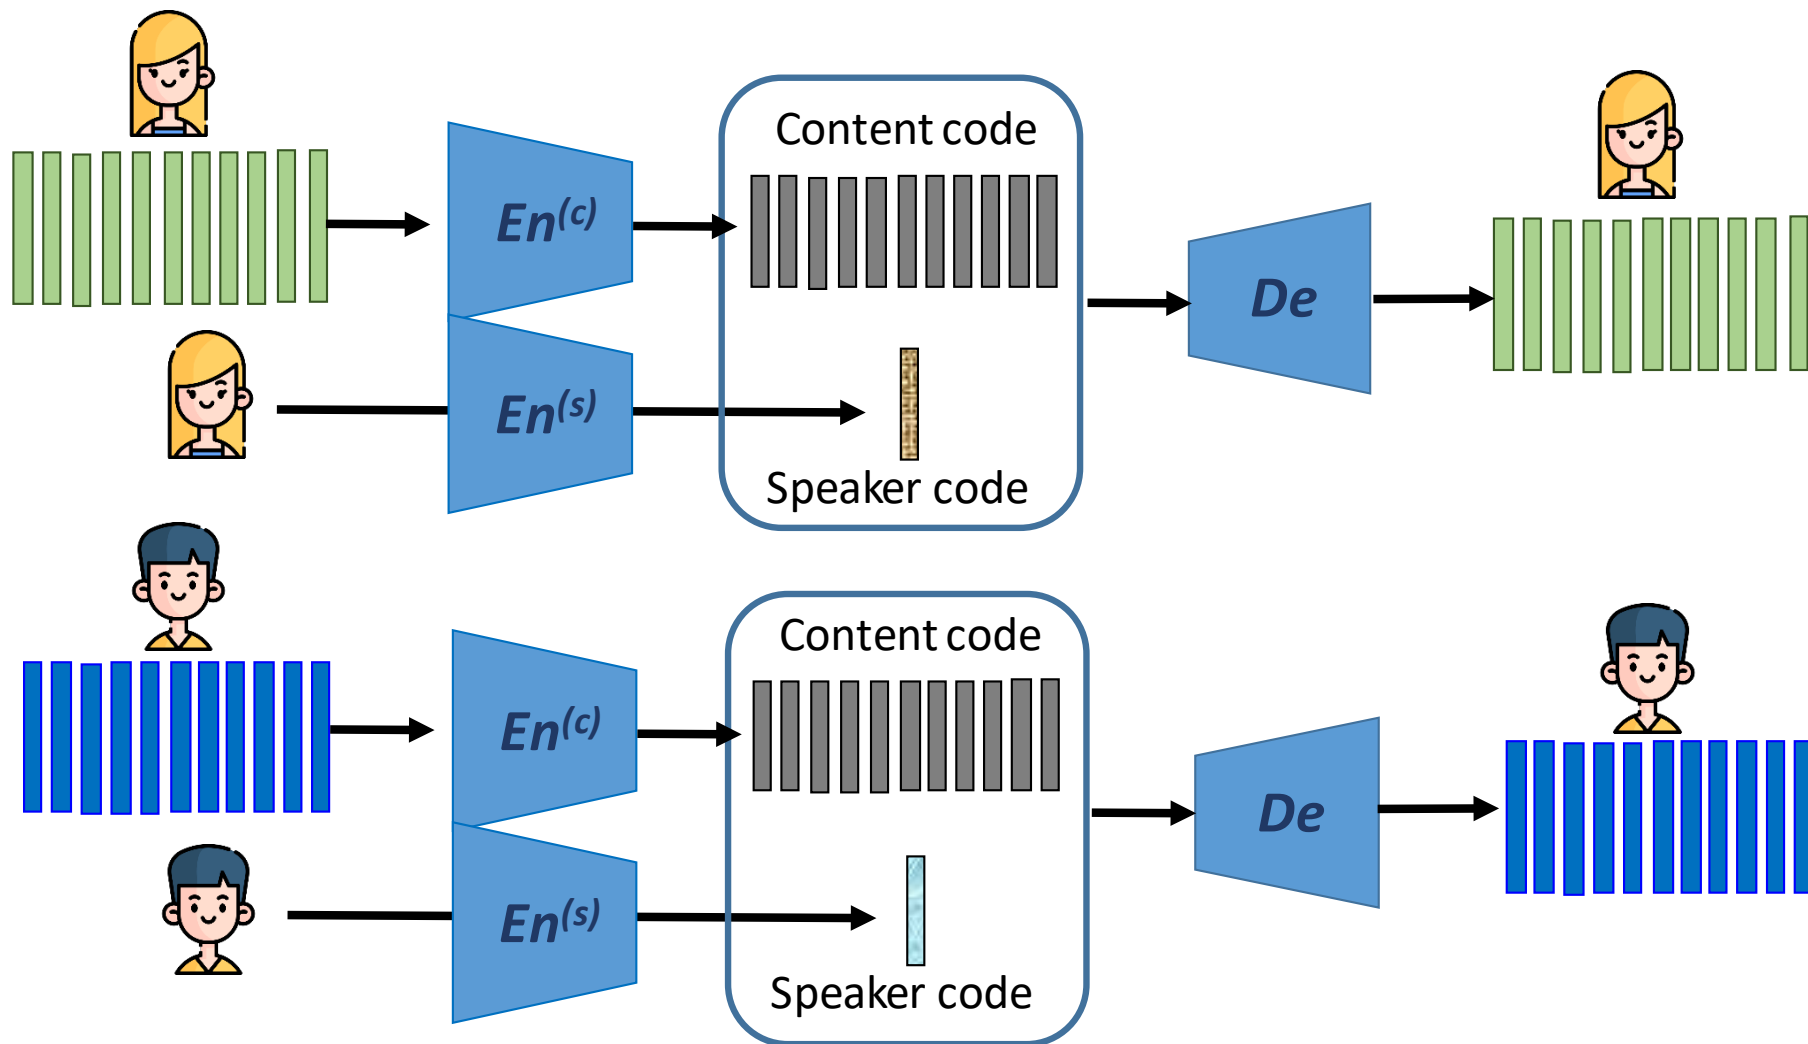 Content code
En(c)
De
En(s)
Speaker code
Content code
En(c)
De
En(s)
Speaker code